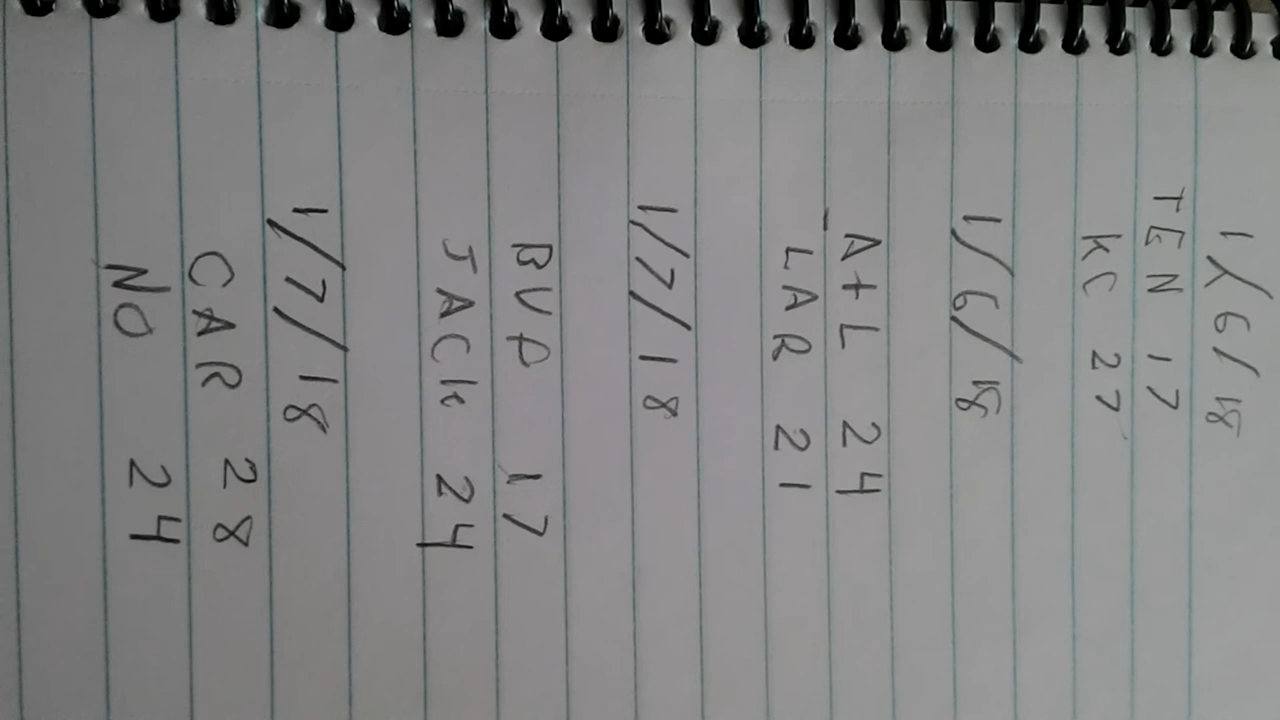 1/6/18
TEN 17
KC 27
1/6/18
AtL 24
LAR 21
1/7/18
BUP 17
JACK 24
1/7/18
CAR 28
NO 24